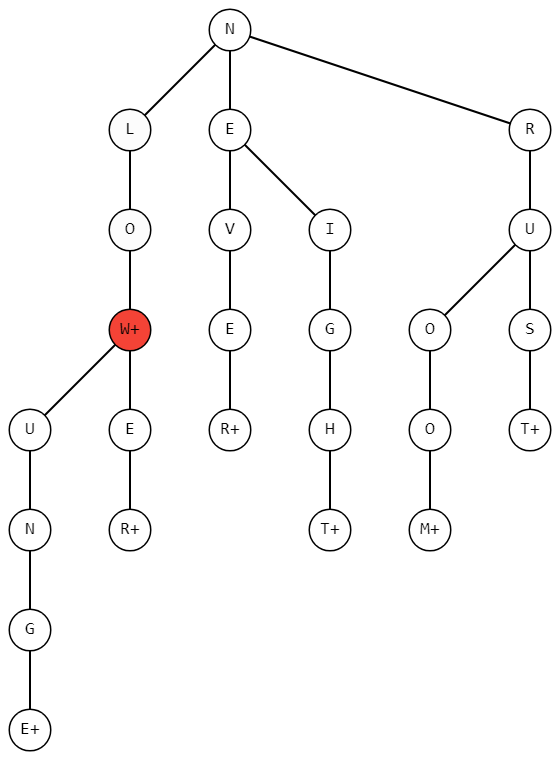 N
L E R
O V I U
W+ E G O S
U E R+ H O T+
N R+ T+ M+
G
E+